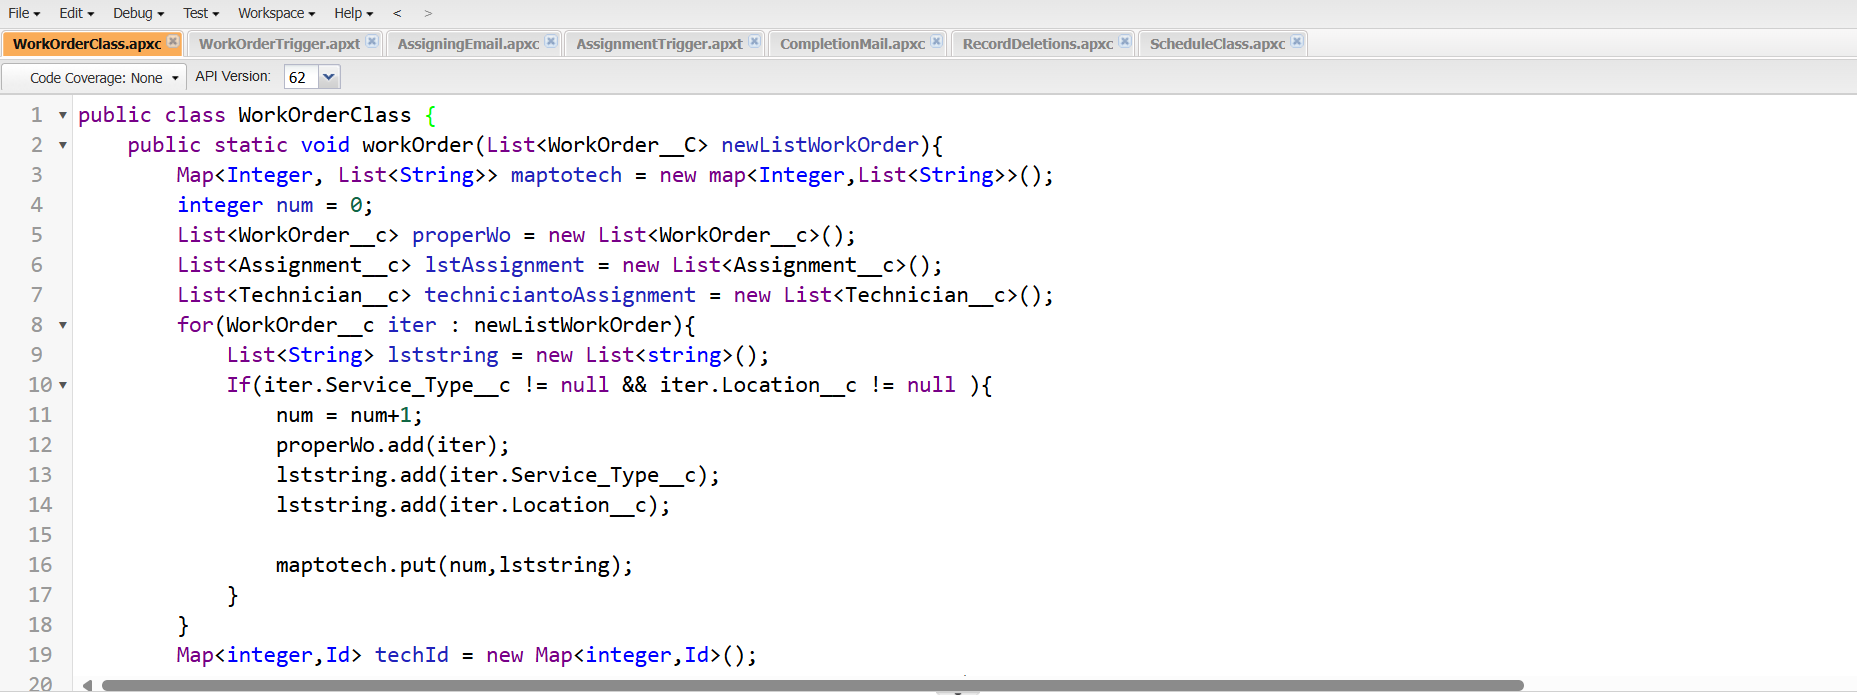 File Edit Debug Test Workspace Help < >
WorkOrderClass.apxc WorkOrderTrigger.apxt AssigningEmail.apxc AssignmentTrigger.apxt CompletionMail.apxc RecordDeletions.apxc ScheduleClass.apxc
Code Coverage: None API Version: 62
1 public class WorkOrderClass {
2 public static void workOrder(List<WorkOrder__C> newListWorkOrder){
3 Map<Integer, List<String>> maptotech = new map<Integer,List<String>>();
4 integer num = 0;
5 List<WorkOrder__c> properWo = new List<WorkOrder__c>();
6 List<Assignment__c> lstAssignment = new List<Assignment__c>();
7 List<Technician__c> techniciantoAssignment = new List<Technician__c>();
8 for(WorkOrder__c iter : newListWorkOrder){
9 List<String> lststring = new List<string>();
10 If(iter.Service_Type__c != null && iter.Location__c != null ){
11 num = num+1;
12 properWo.add(iter);
13 lststring.add(iter.Service_Type__c);
14 lststring.add(iter.Location__c);
15
16 maptotech.put(num,lststring);
17 }
18 }
19 Map<integer,Id> techId = new Map<integer,Id>();
20